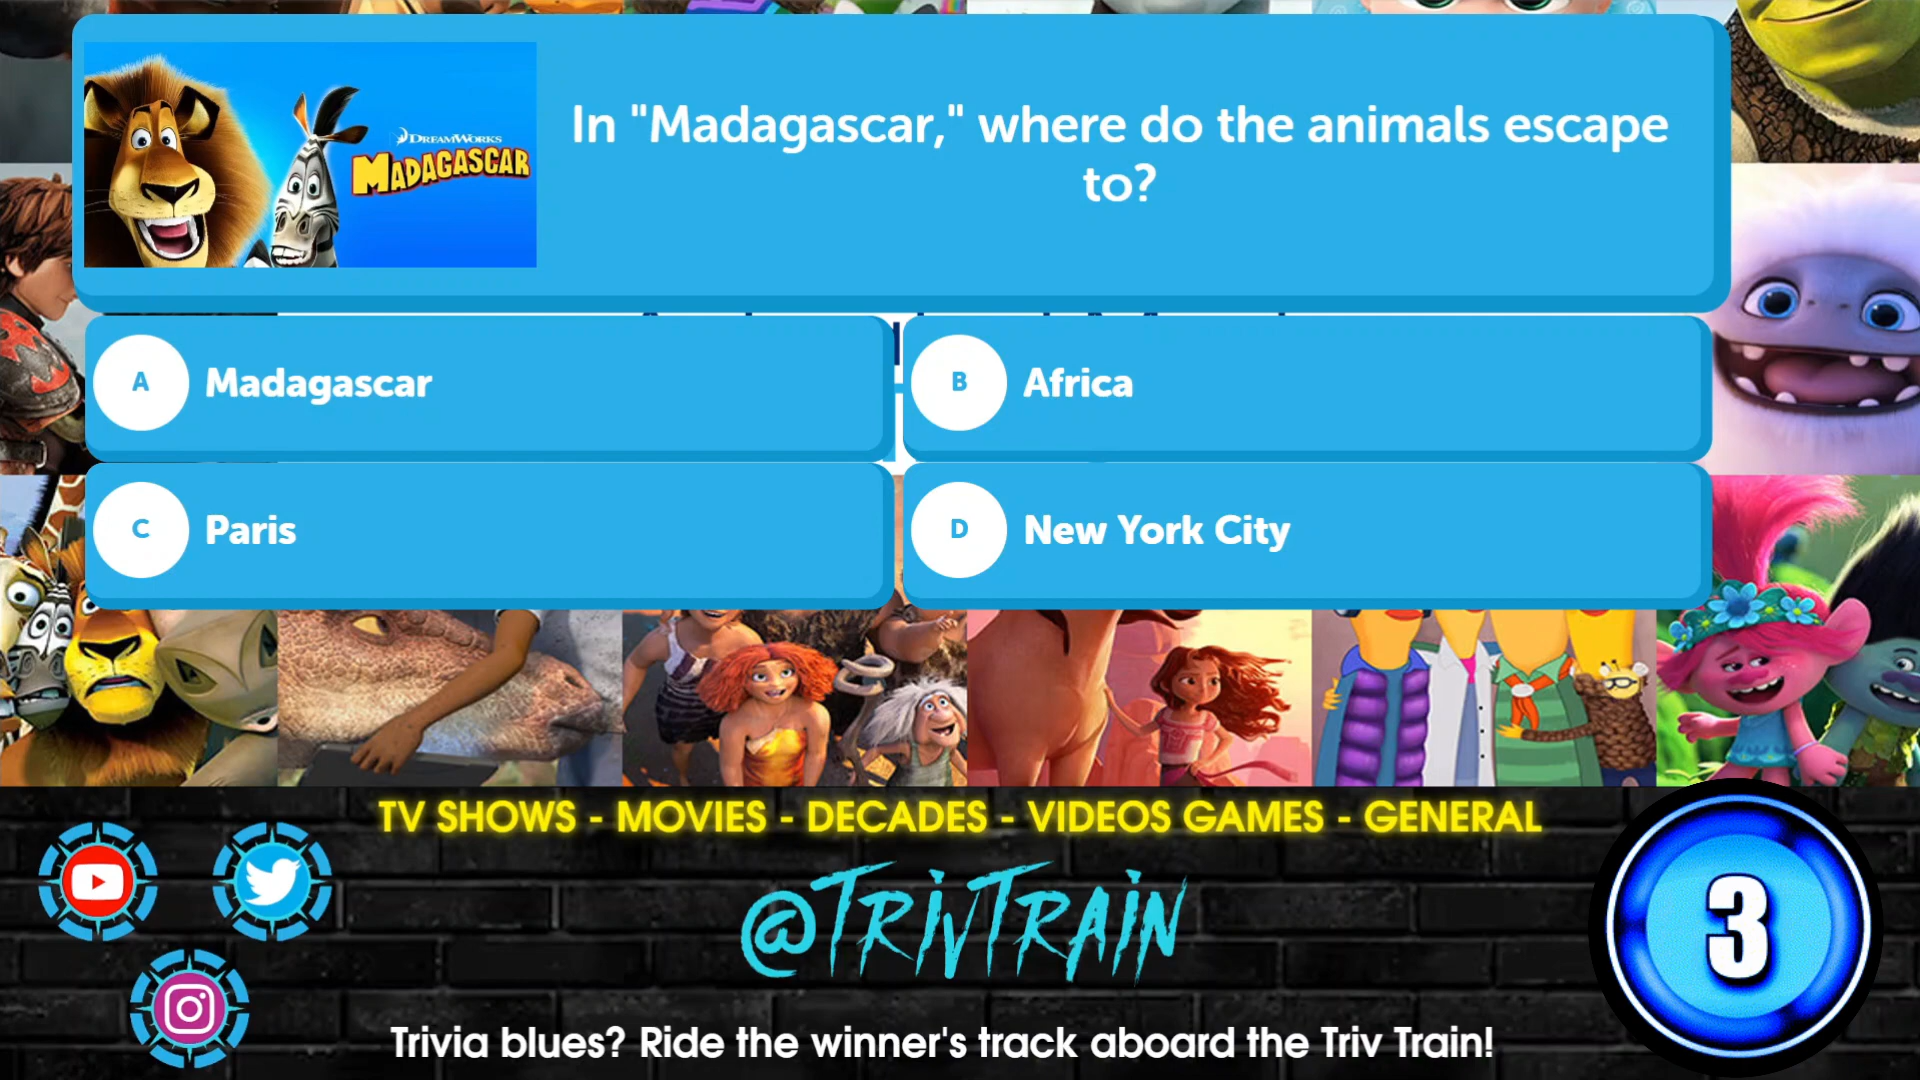 DREAMWORKS
MADAGASCAR
In "Madagascar," where do the animals escape
to?
A Madagascar
B Africa
C Paris
D New York City
TV SHOWS - MOVIES - DECADES - VIDEOS GAMES - GENERAL
@TRIVTRAIN
3
Trivia blues? Ride the winner's track aboard the Triv Train!